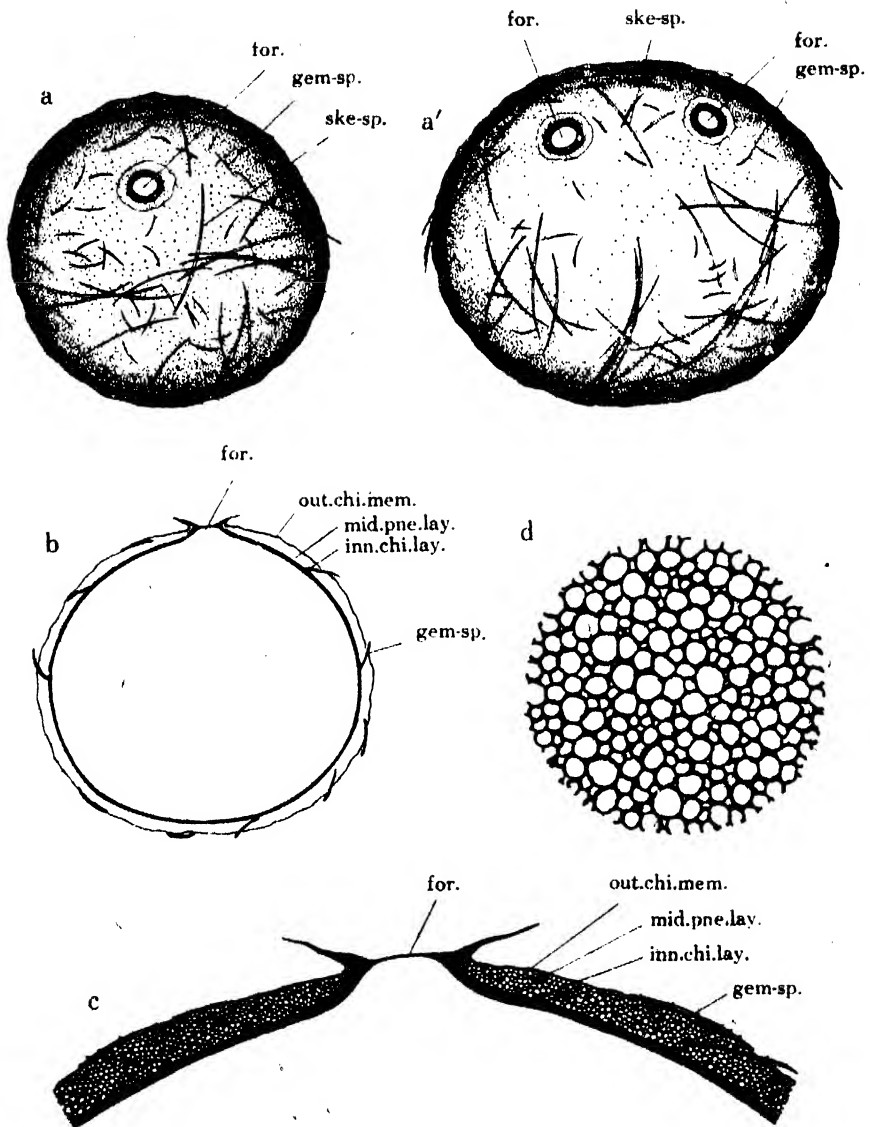 for.
gem-sp.
ske-sp.
a
for.
ske-sp.
for.
gem-sp.
a′
for.
out.chi.mem.
mid.pne.lay.
inn.chi.lay.
gem-sp.
b
d
for.
out.chi.mem.
mid.pne.lay.
inn.chi.lay.
gem-sp.
c